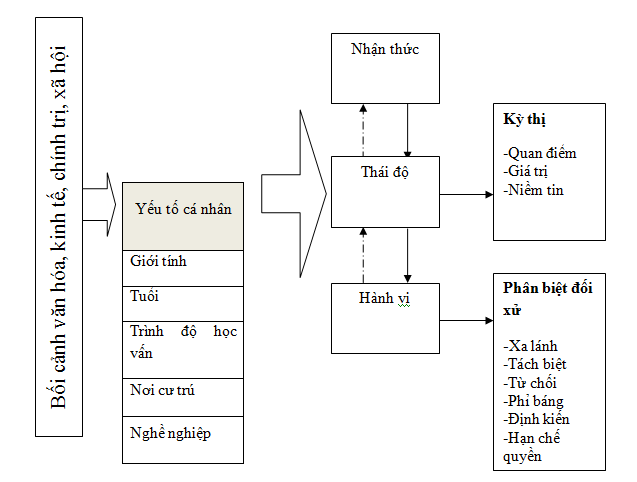 Bối cảnh văn hóa, kinh tế, chính trị, xã hội
Yếu tố cá nhân
Giới tính
Tuổi
Trình độ học
vấn
Nơi cư trú
Nghề nghiệp
Nhận thức
Thái độ
Hành vi
Kỳ thị
-Quan điểm
-Giá trị
-Niềm tin
Phân biệt đối
xử
-Xa lánh
-Tách biệt
-Từ chối
-Phỉ báng
-Định kiến
-Hạn chế
quyền